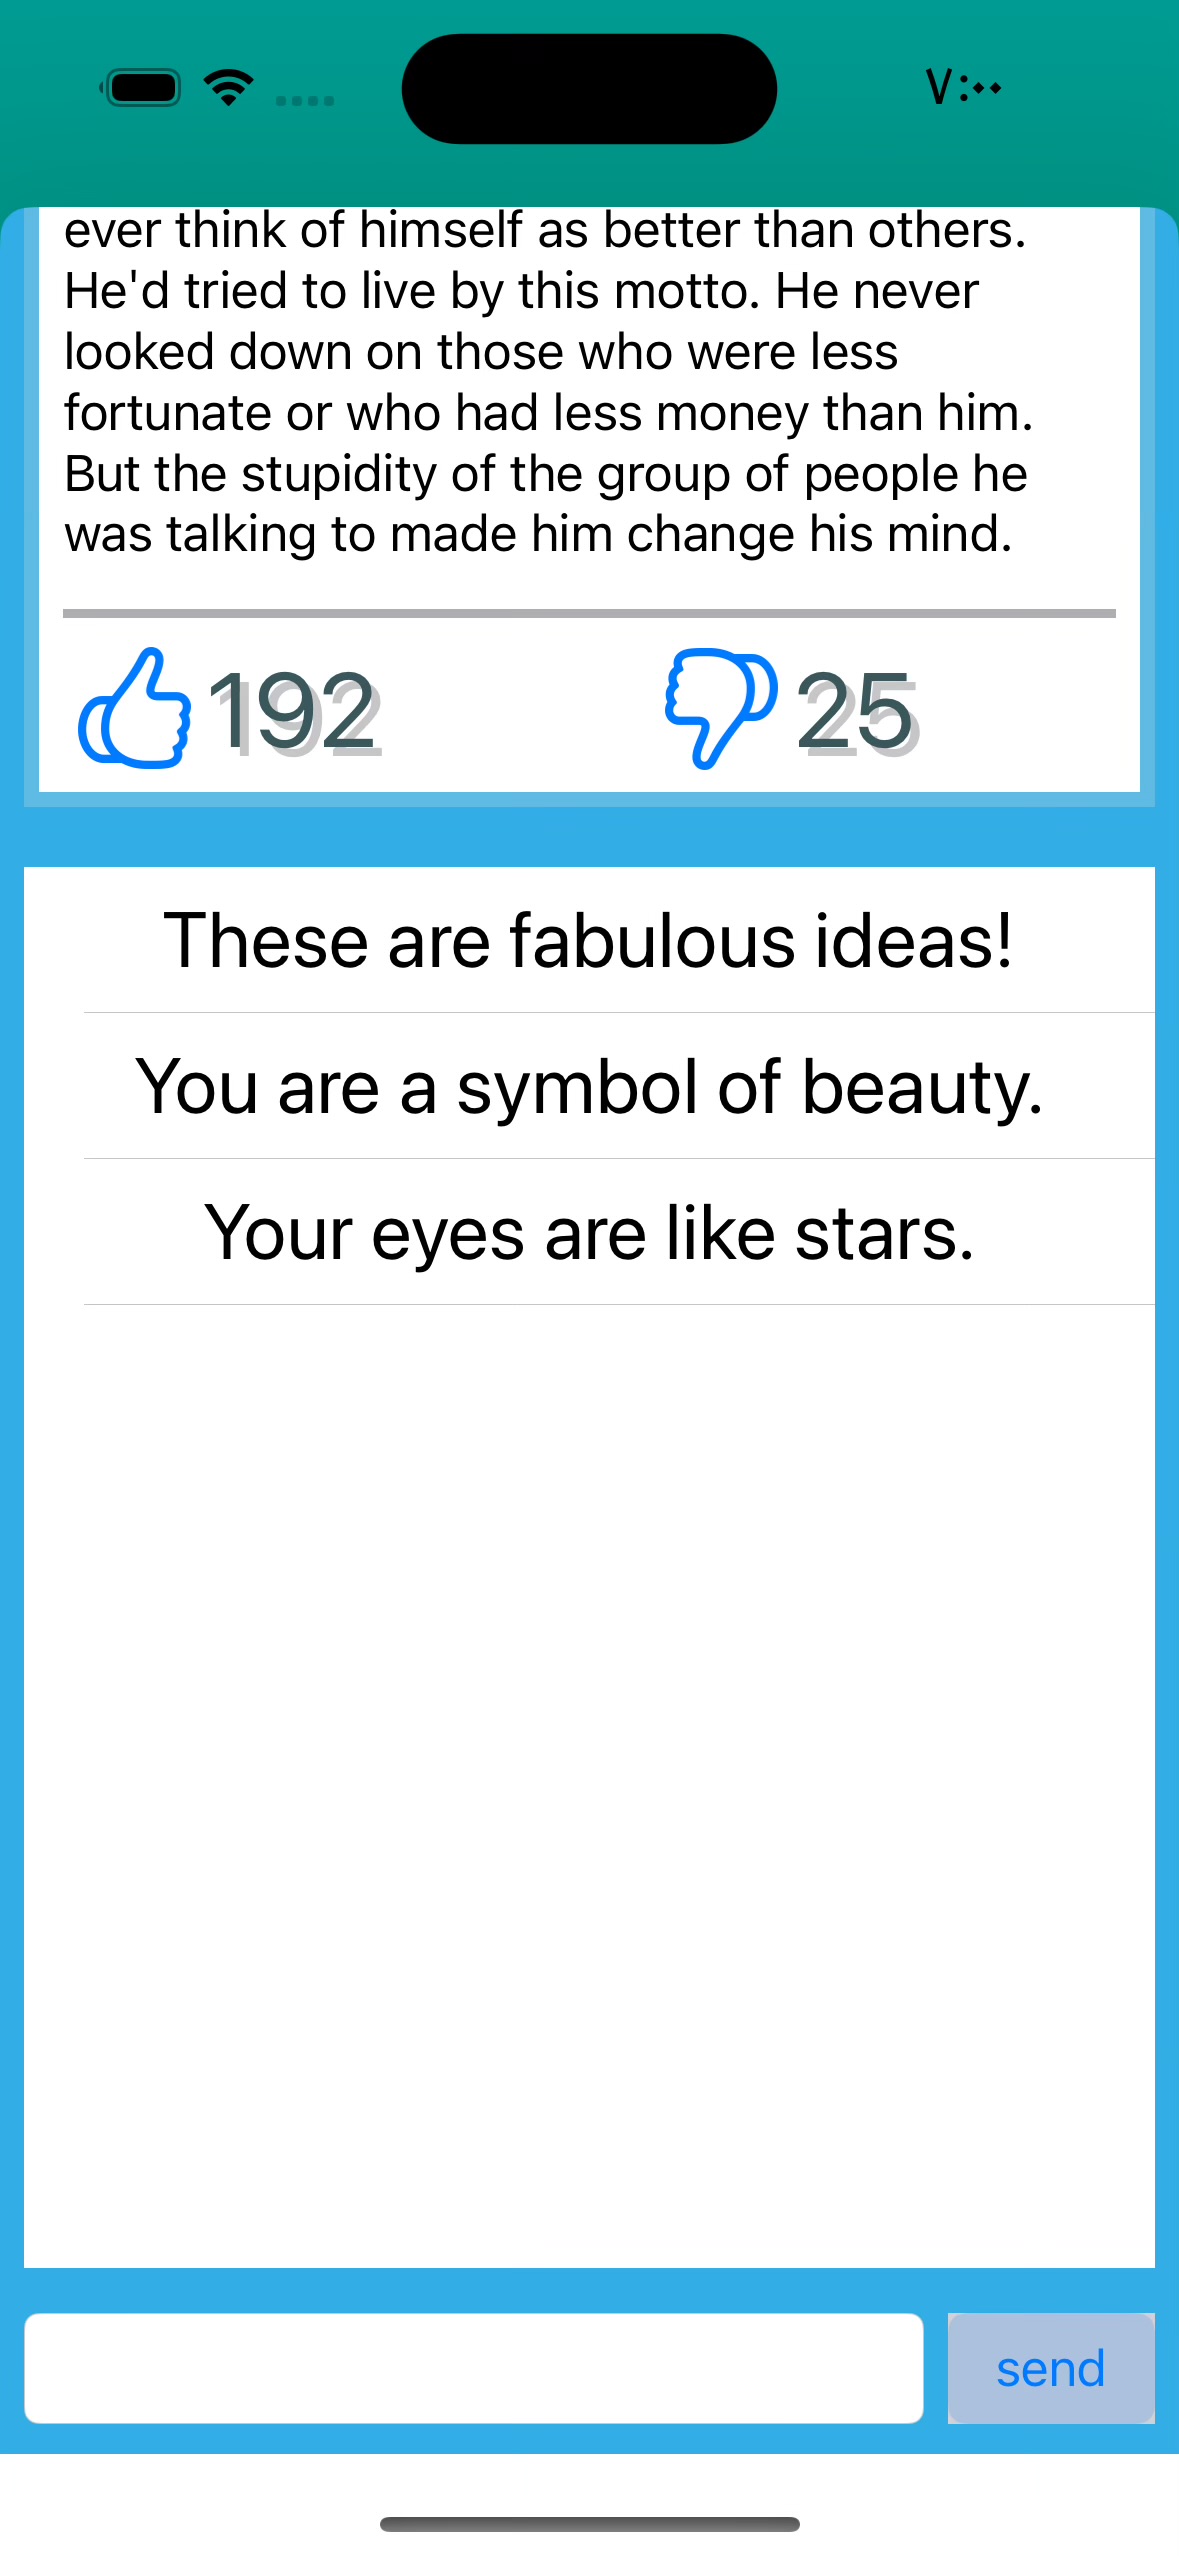 ٧:٠٠
ever think of himself as better than others.
He'd tried to live by this motto. He never
looked down on those who were less
fortunate or who had less money than him.
But the stupidity of the group of people he
was talking to made him change his mind.
192
25
These are fabulous ideas!
You are a symbol of beauty.
Your eyes are like stars.
send